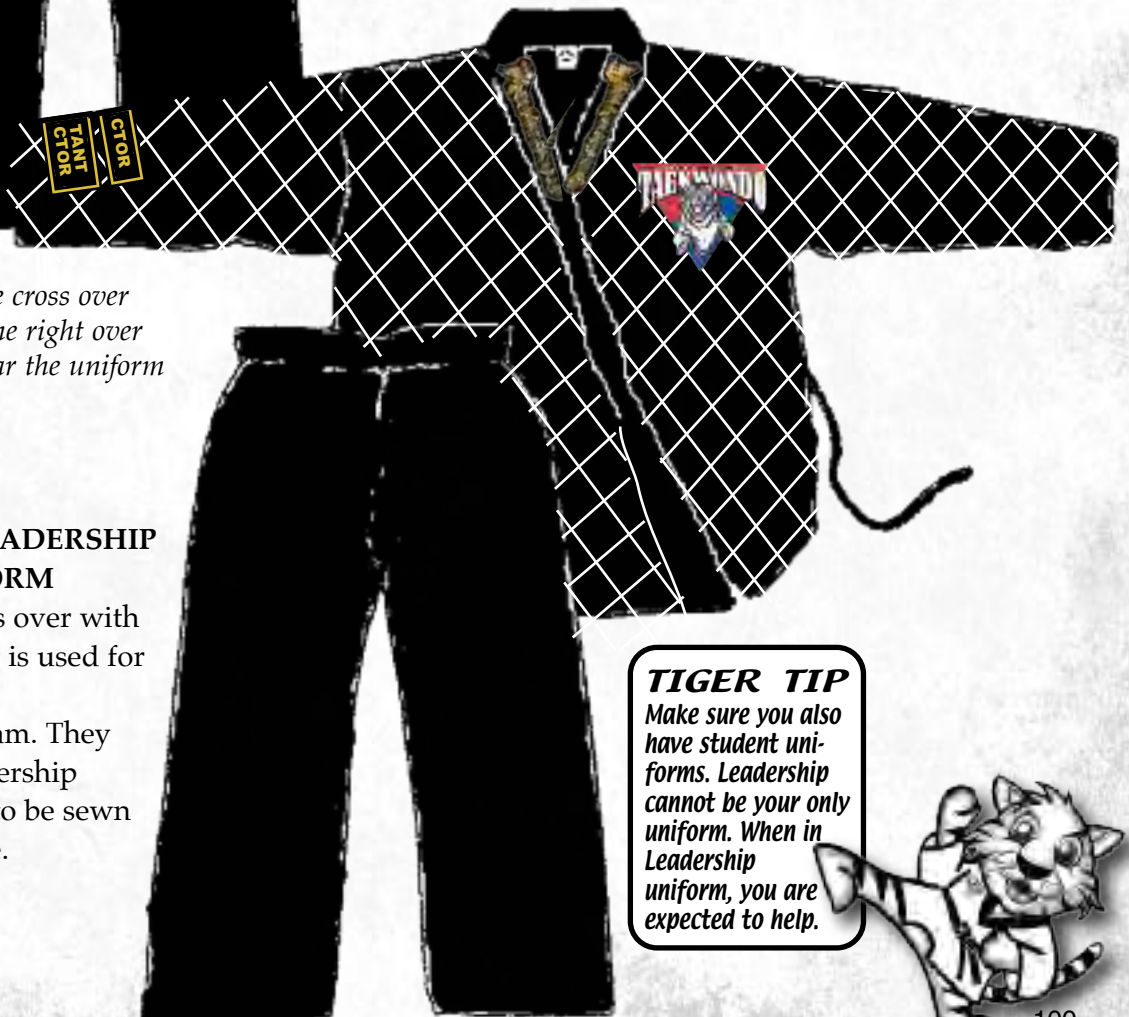 TANT
CTOR
CTOR
TAEKWONDO
e cross over
ne right over
ar the uniform
EADERSHIP
ORM
s over with
is used for
am. They
ership
to be sewn
TIGER TIP
Make sure you also
have student uni-
forms. Leadership
cannot be your only
uniform. When in
Leadership
uniform, you are
expected to help.